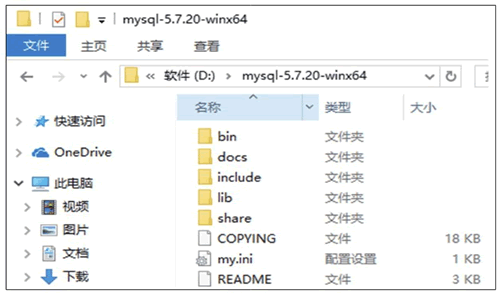 mysql-5.7.20-winx64
文件 主页 共享 查看
« 软件 (D:) › mysql-5.7.20-winx64
名称 类型 大小
快速访问
OneDrive
此电脑
视频
图片
文档
下载
bin 文件夹
docs 文件夹
include 文件夹
lib 文件夹
share 文件夹
COPYING 文件 18 KB
my.ini 配置设置 1 KB
README 文件 3 KB